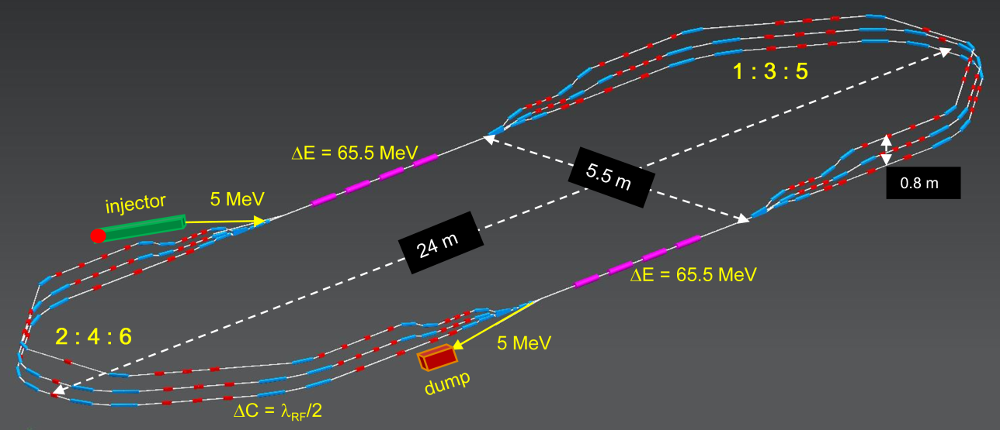 1 : 3 : 5
ΔE = 65.5 MeV
5.5 m
0.8 m
injector
5 MeV
24 m
ΔE = 65.5 MeV
2 : 4 : 6
5 MeV
dump
ΔC = λRF/2